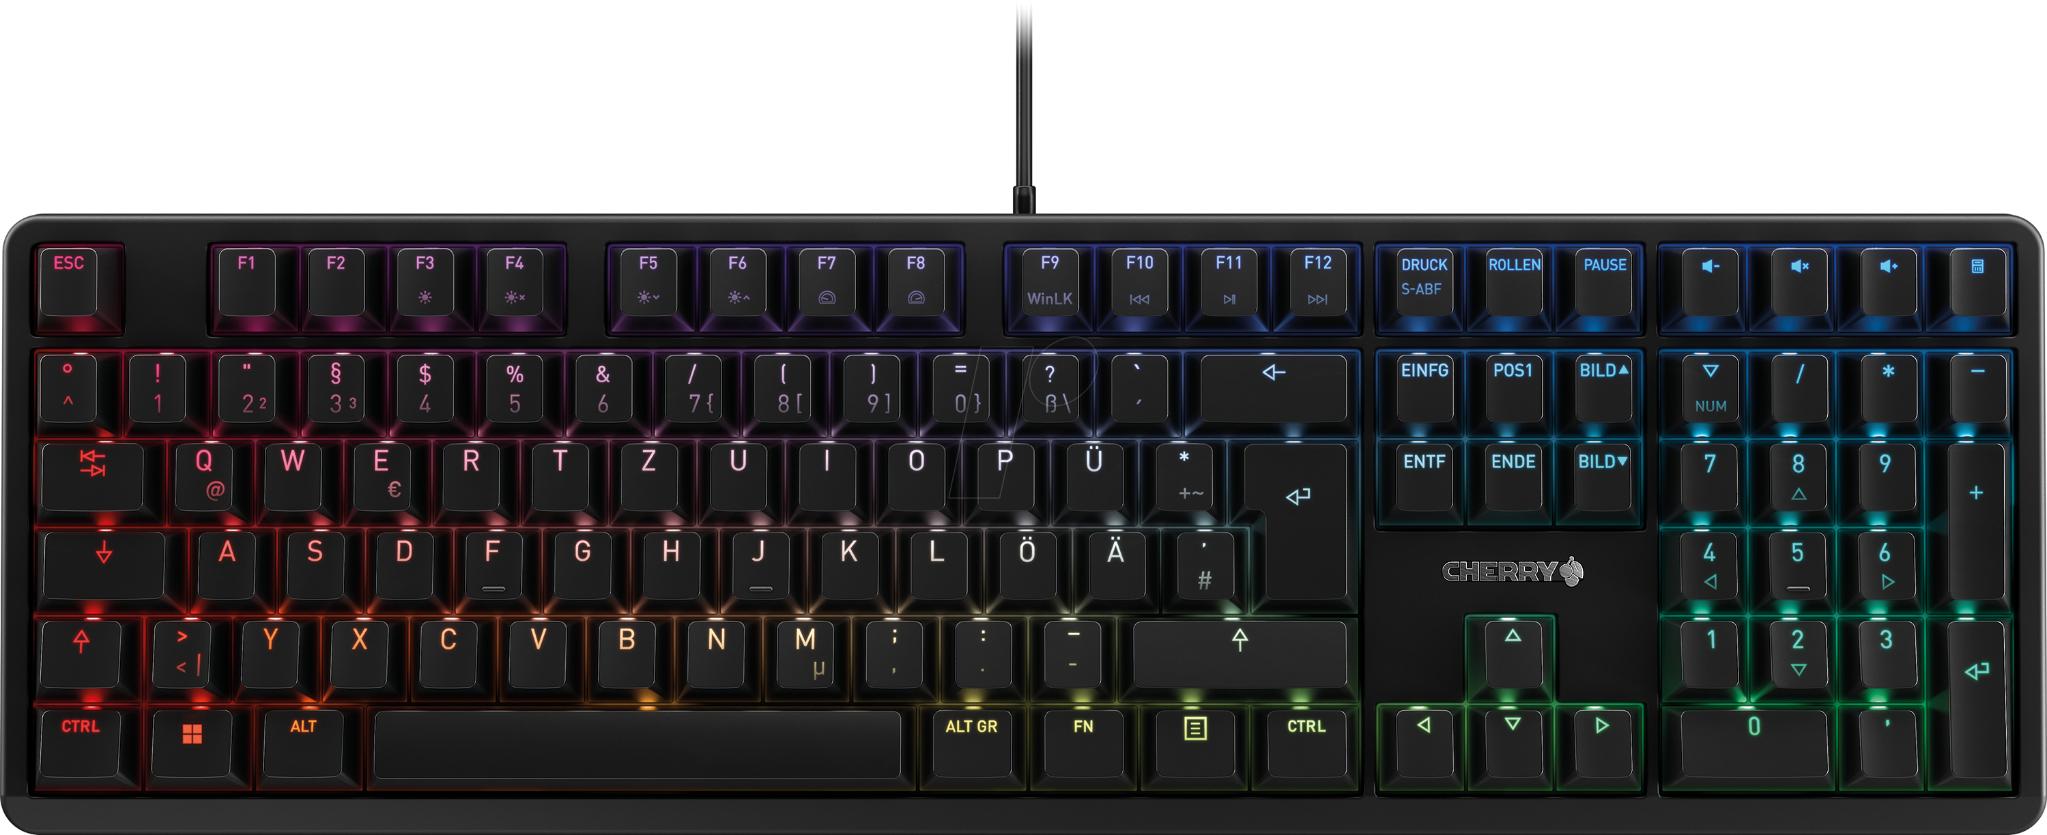 ESC F1 F2 F3 F4 F5 F6 F7 F8 F9 F10 F11 F12 DRUCK ROLLEN PAUSE
WinLK S-ABF
° ! " § $ % & / ( ) = ? ` EINFG POS1 BILD▲ / * -
^ 1 2 ² 3 ³ 4 5 6 7 { 8 [ 9 ] 0 } ß \ ´ NUM
Q W E R T Z U I O P Ü * ENTF ENDE BILD▼ 7 8 9 +
@ € + ~
A S D F G H J K L Ö Ä ' 4 5 6
#
CHERRY
> Y X C V B N M ; : _ 1 2 3
< | µ , . -
CTRL ALT ALT GR FN CTRL 0 ,